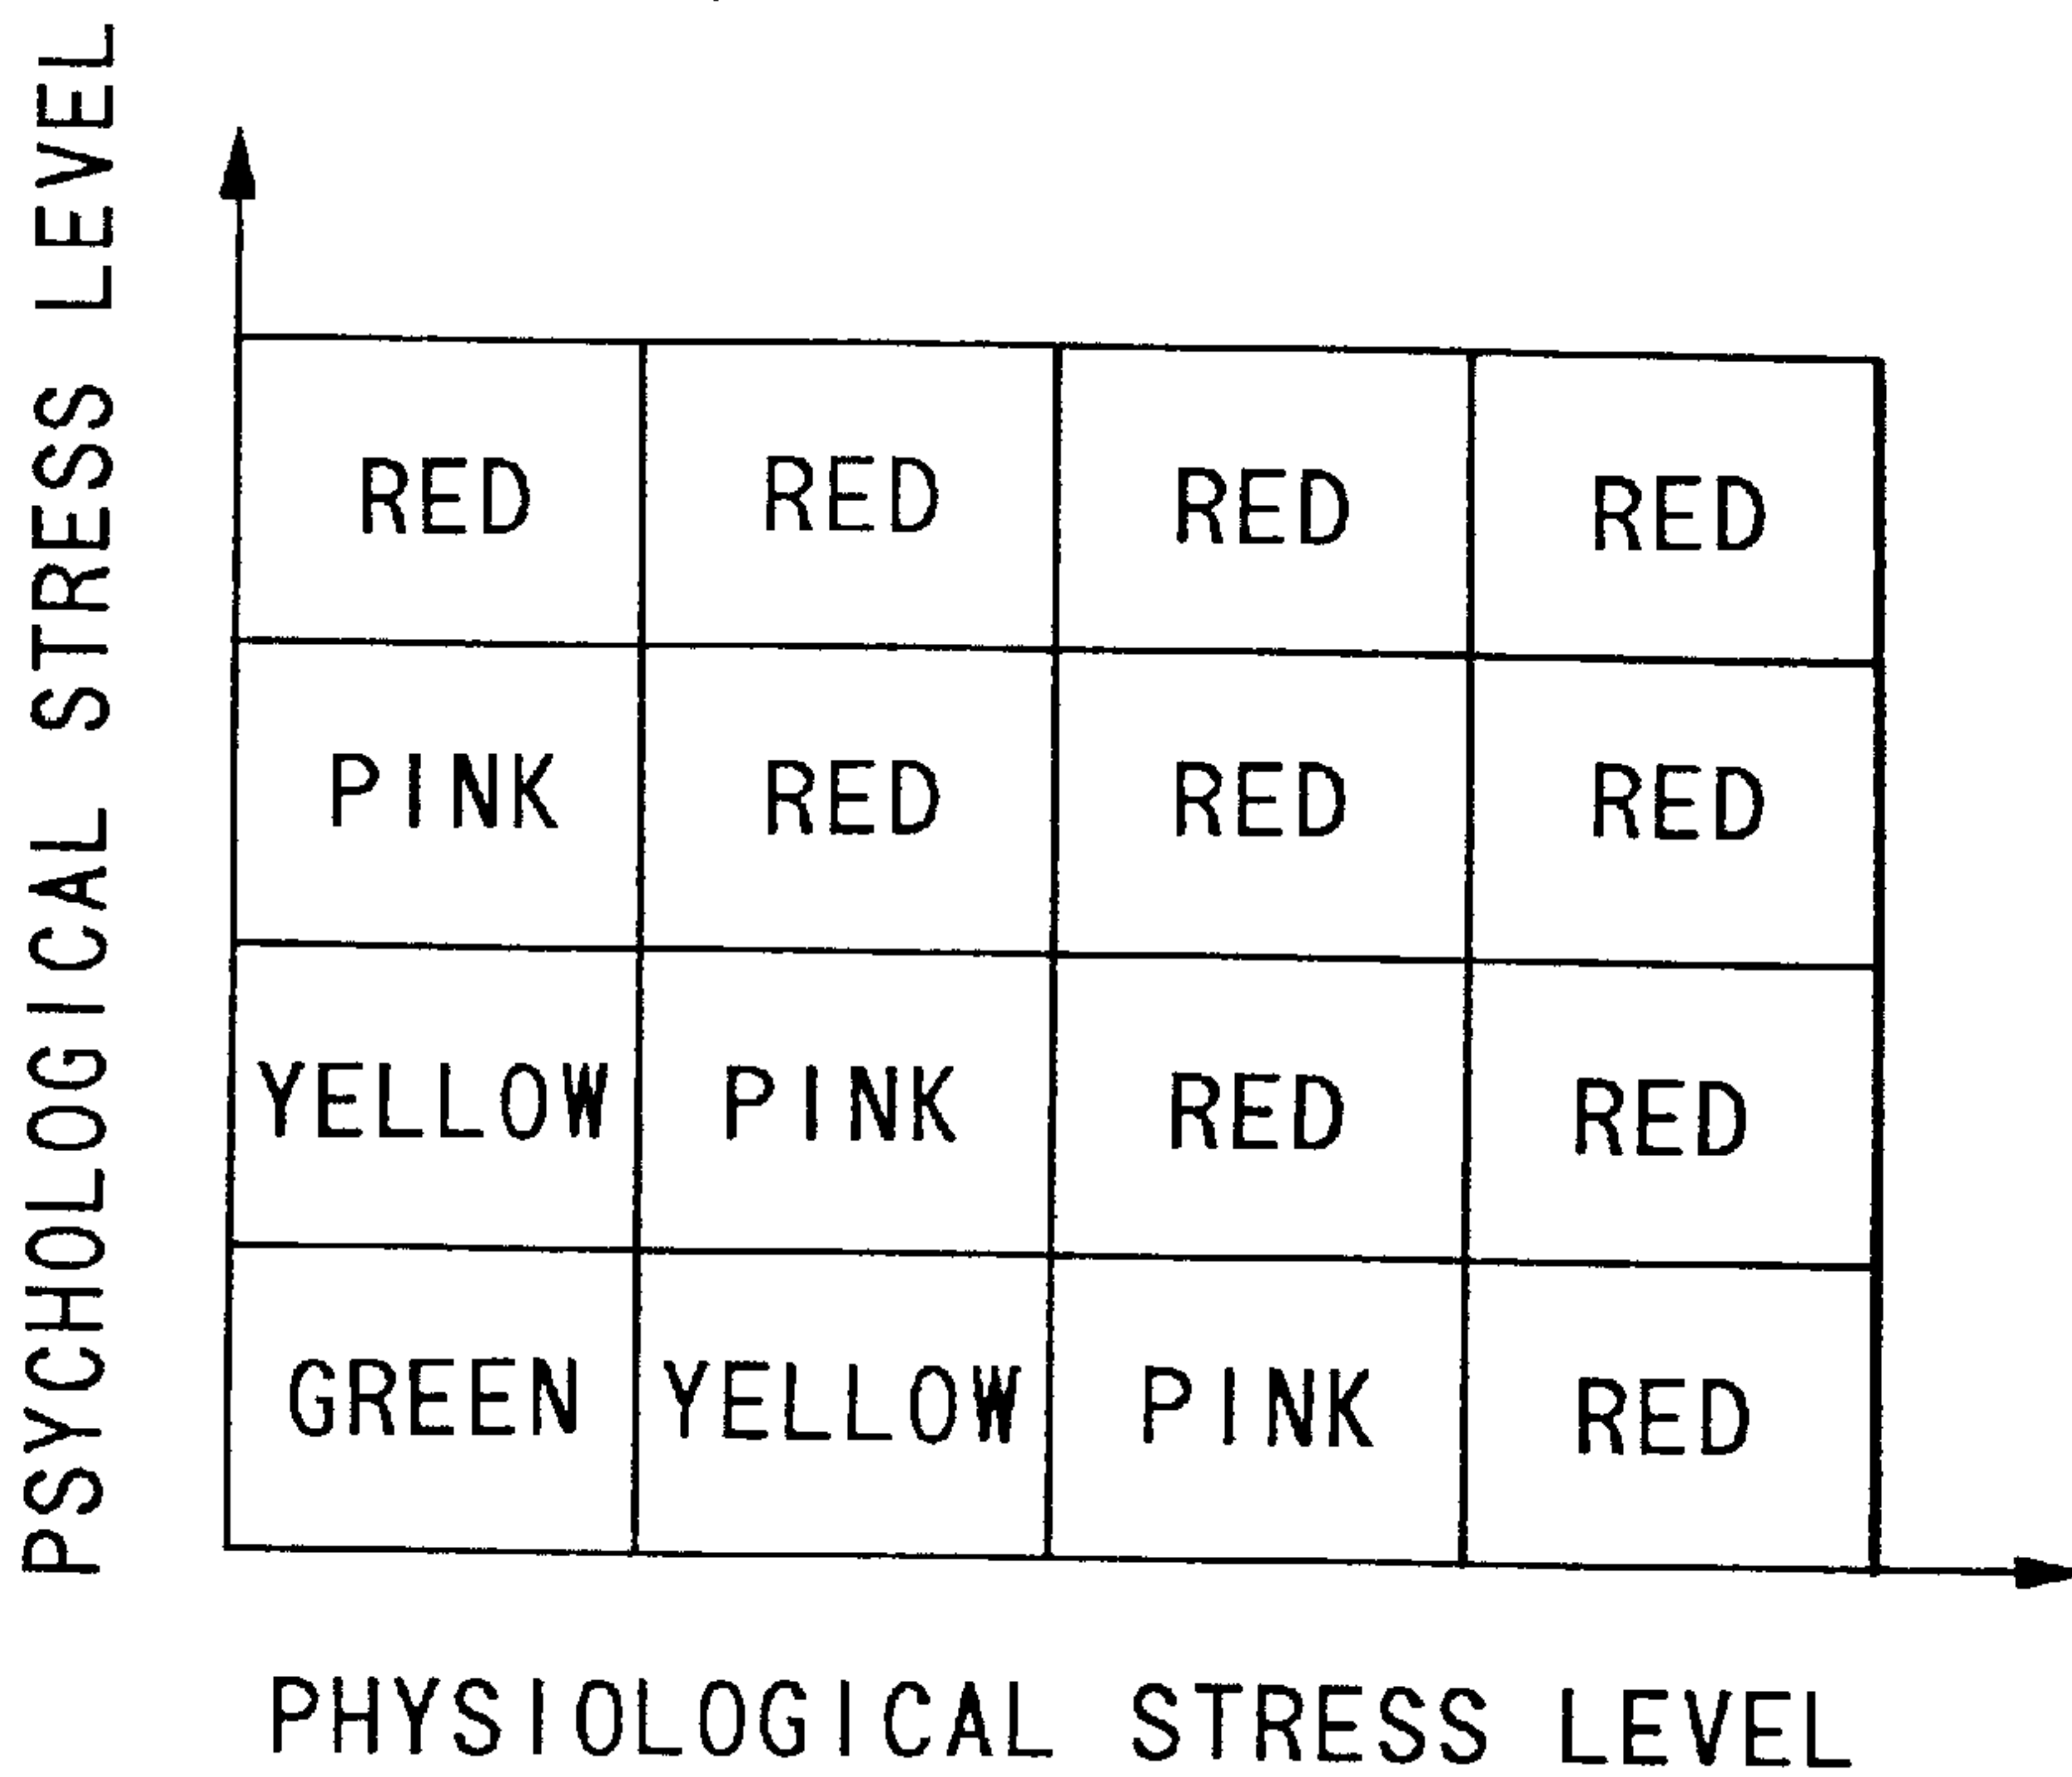 PSYCHOLOGICAL STRESS LEVEL
RED RED RED RED
PINK RED RED RED
YELLOW PINK RED RED
GREEN YELLOW PINK RED
PHYSIOLOGICAL STRESS LEVEL